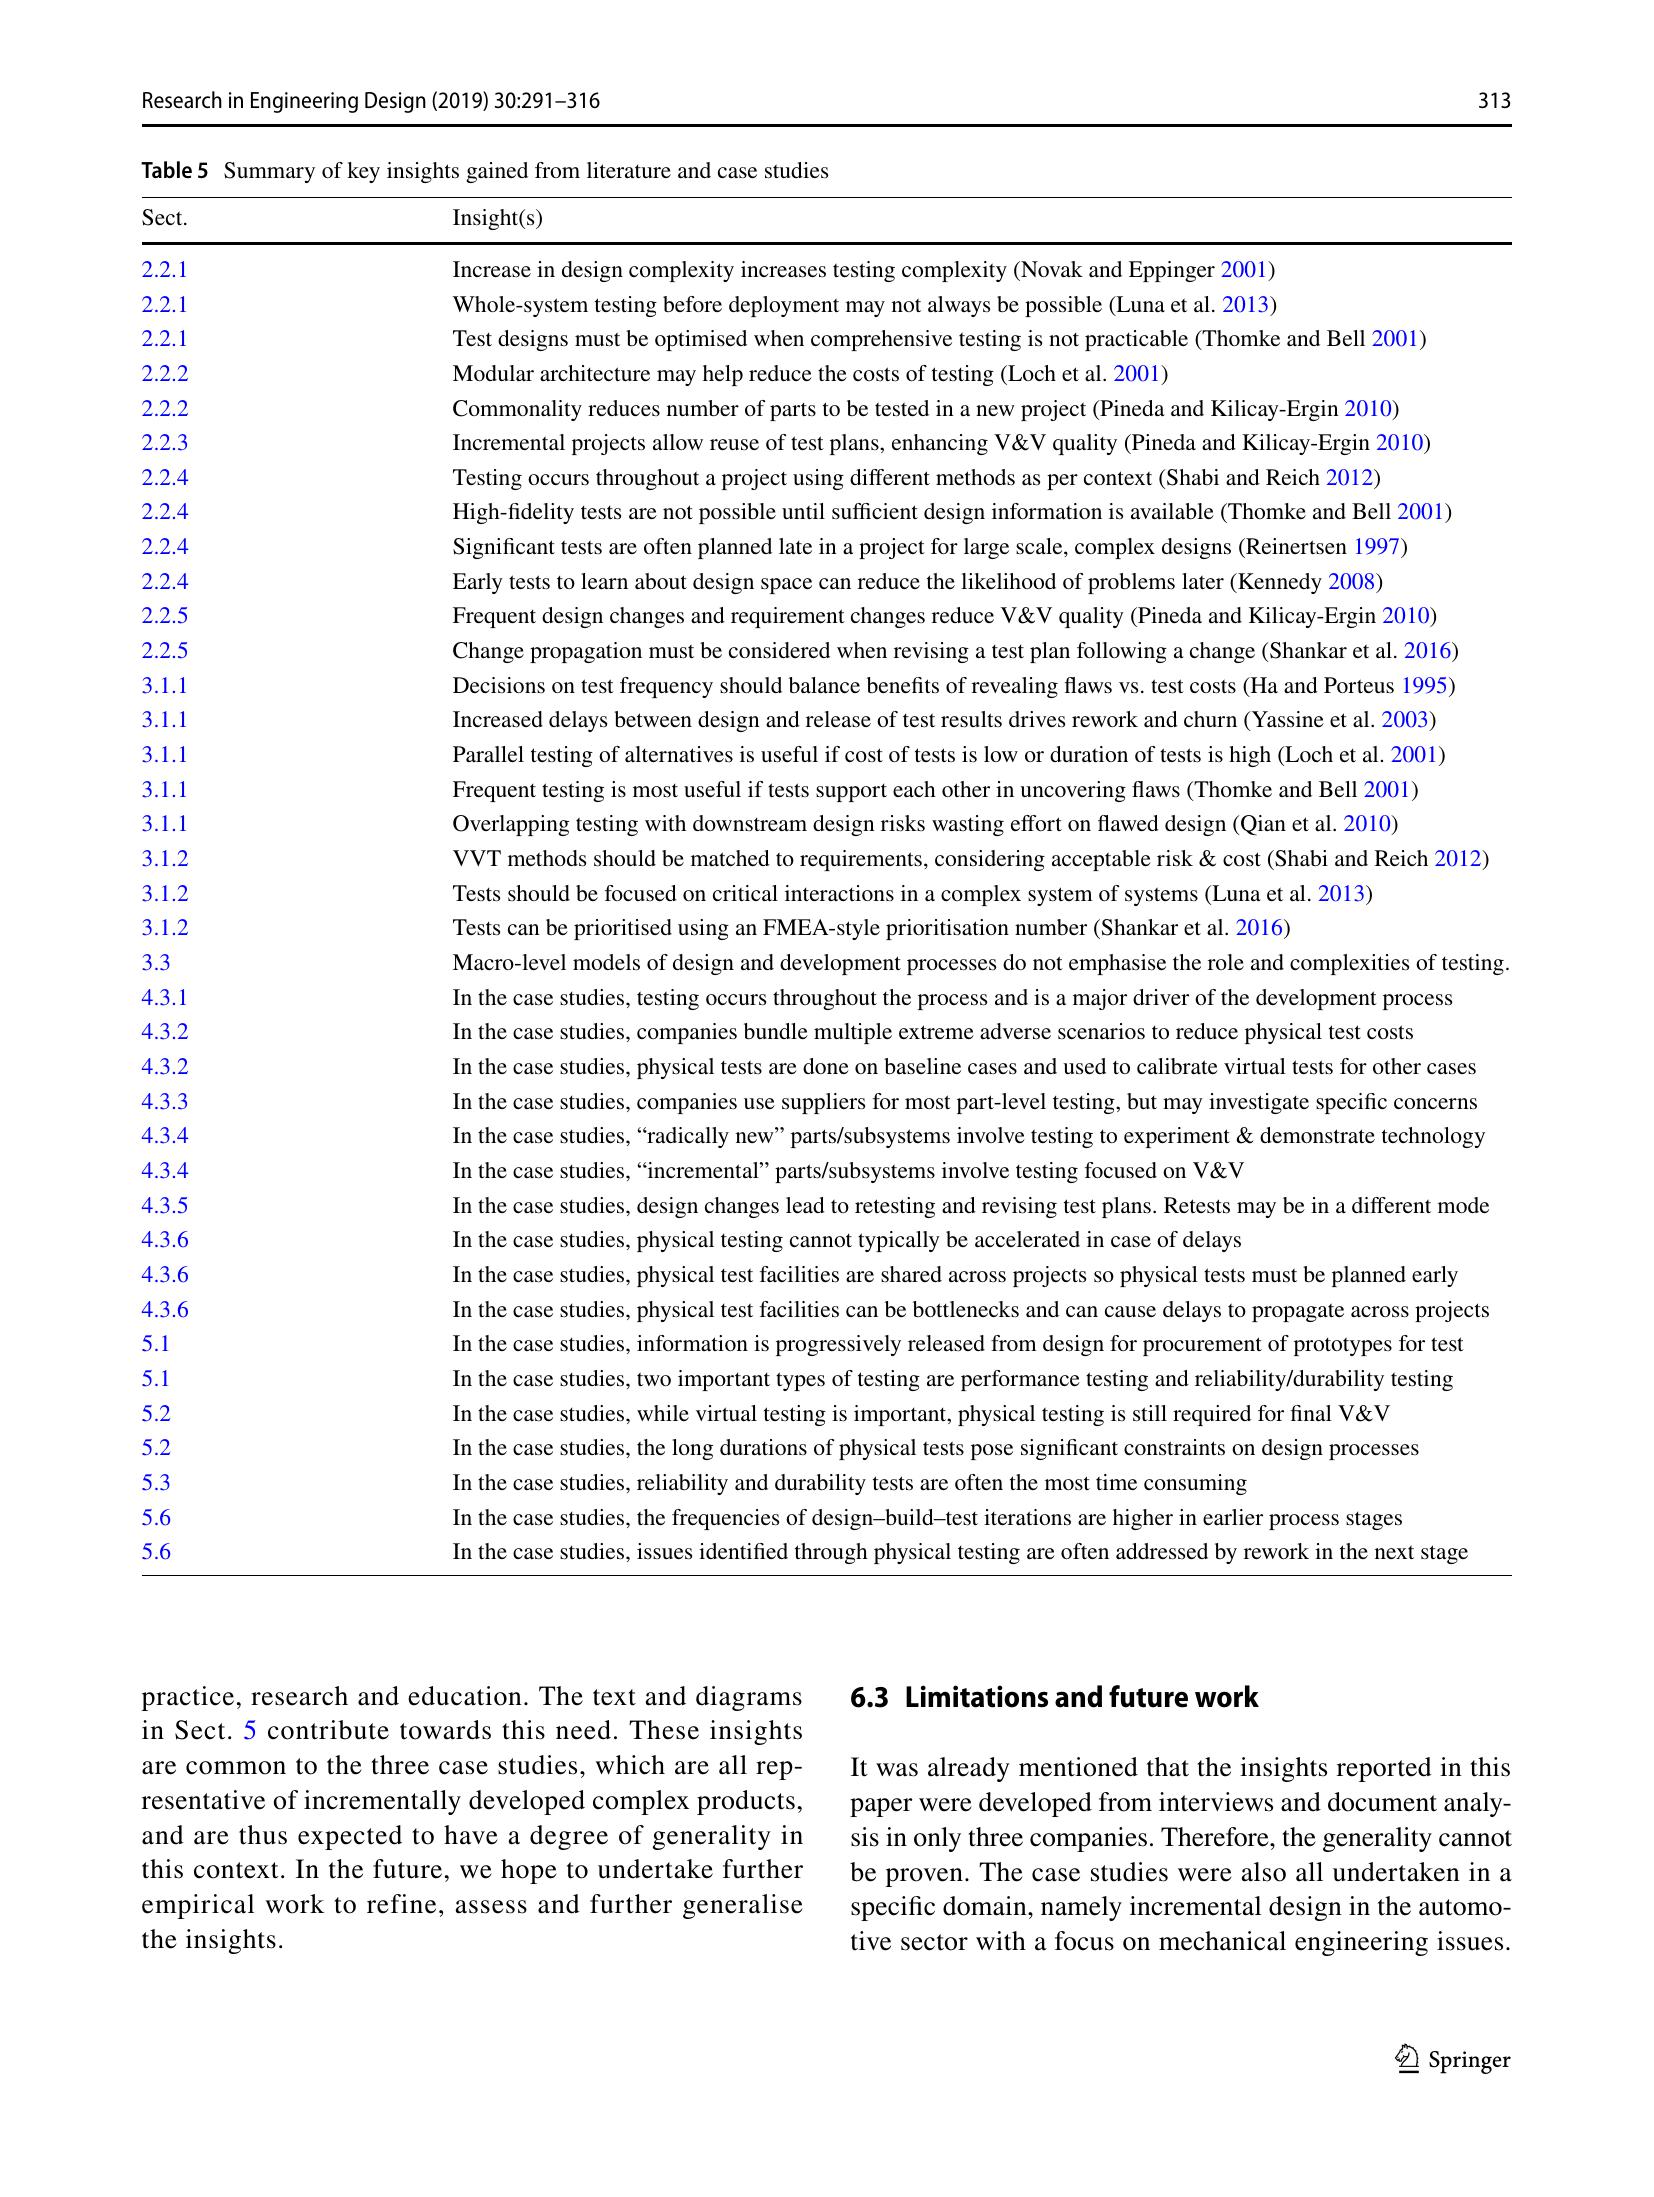 Research in Engineering Design (2019) 30:291–316 313
Table 5 Summary of key insights gained from literature and case studies
Sect. Insight(s)
2.2.1 Increase in design complexity increases testing complexity (Novak and Eppinger 2001)
2.2.1 Whole-system testing before deployment may not always be possible (Luna et al. 2013)
2.2.1 Test designs must be optimised when comprehensive testing is not practicable (Thomke and Bell 2001)
2.2.2 Modular architecture may help reduce the costs of testing (Loch et al. 2001)
2.2.2 Commonality reduces number of parts to be tested in a new project (Pineda and Kilicay-Ergin 2010)
2.2.3 Incremental projects allow reuse of test plans, enhancing V&V quality (Pineda and Kilicay-Ergin 2010)
2.2.4 Testing occurs throughout a project using different methods as per context (Shabi and Reich 2012)
2.2.4 High-fidelity tests are not possible until sufficient design information is available (Thomke and Bell 2001)
2.2.4 Significant tests are often planned late in a project for large scale, complex designs (Reinertsen 1997)
2.2.4 Early tests to learn about design space can reduce the likelihood of problems later (Kennedy 2008)
2.2.5 Frequent design changes and requirement changes reduce V&V quality (Pineda and Kilicay-Ergin 2010)
2.2.5 Change propagation must be considered when revising a test plan following a change (Shankar et al. 2016)
3.1.1 Decisions on test frequency should balance benefits of revealing flaws vs. test costs (Ha and Porteus 1995)
3.1.1 Increased delays between design and release of test results drives rework and churn (Yassine et al. 2003)
3.1.1 Parallel testing of alternatives is useful if cost of tests is low or duration of tests is high (Loch et al. 2001)
3.1.1 Frequent testing is most useful if tests support each other in uncovering flaws (Thomke and Bell 2001)
3.1.1 Overlapping testing with downstream design risks wasting effort on flawed design (Qian et al. 2010)
3.1.2 VVT methods should be matched to requirements, considering acceptable risk & cost (Shabi and Reich 2012)
3.1.2 Tests should be focused on critical interactions in a complex system of systems (Luna et al. 2013)
3.1.2 Tests can be prioritised using an FMEA-style prioritisation number (Shankar et al. 2016)
3.3 Macro-level models of design and development processes do not emphasise the role and complexities of testing.
4.3.1 In the case studies, testing occurs throughout the process and is a major driver of the development process
4.3.2 In the case studies, companies bundle multiple extreme adverse scenarios to reduce physical test costs
4.3.2 In the case studies, physical tests are done on baseline cases and used to calibrate virtual tests for other cases
4.3.3 In the case studies, companies use suppliers for most part-level testing, but may investigate specific concerns
4.3.4 In the case studies, “radically new” parts/subsystems involve testing to experiment & demonstrate technology
4.3.4 In the case studies, “incremental” parts/subsystems involve testing focused on V&V
4.3.5 In the case studies, design changes lead to retesting and revising test plans. Retests may be in a different mode
4.3.6 In the case studies, physical testing cannot typically be accelerated in case of delays
4.3.6 In the case studies, physical test facilities are shared across projects so physical tests must be planned early
4.3.6 In the case studies, physical test facilities can be bottlenecks and can cause delays to propagate across projects
5.1 In the case studies, information is progressively released from design for procurement of prototypes for test
5.1 In the case studies, two important types of testing are performance testing and reliability/durability testing
5.2 In the case studies, while virtual testing is important, physical testing is still required for final V&V
5.2 In the case studies, the long durations of physical tests pose significant constraints on design processes
5.3 In the case studies, reliability and durability tests are often the most time consuming
5.6 In the case studies, the frequencies of design–build–test iterations are higher in earlier process stages
5.6 In the case studies, issues identified through physical testing are often addressed by rework in the next stage
practice, research and education. The text and diagrams
in Sect. 5 contribute towards this need. These insights
are common to the three case studies, which are all rep-
resentative of incrementally developed complex products,
and are thus expected to have a degree of generality in
this context. In the future, we hope to undertake further
empirical work to refine, assess and further generalise
the insights.
6.3 Limitations and future work
It was already mentioned that the insights reported in this
paper were developed from interviews and document analy-
sis in only three companies. Therefore, the generality cannot
be proven. The case studies were also all undertaken in a
specific domain, namely incremental design in the automo-
tive sector with a focus on mechanical engineering issues.
Springer